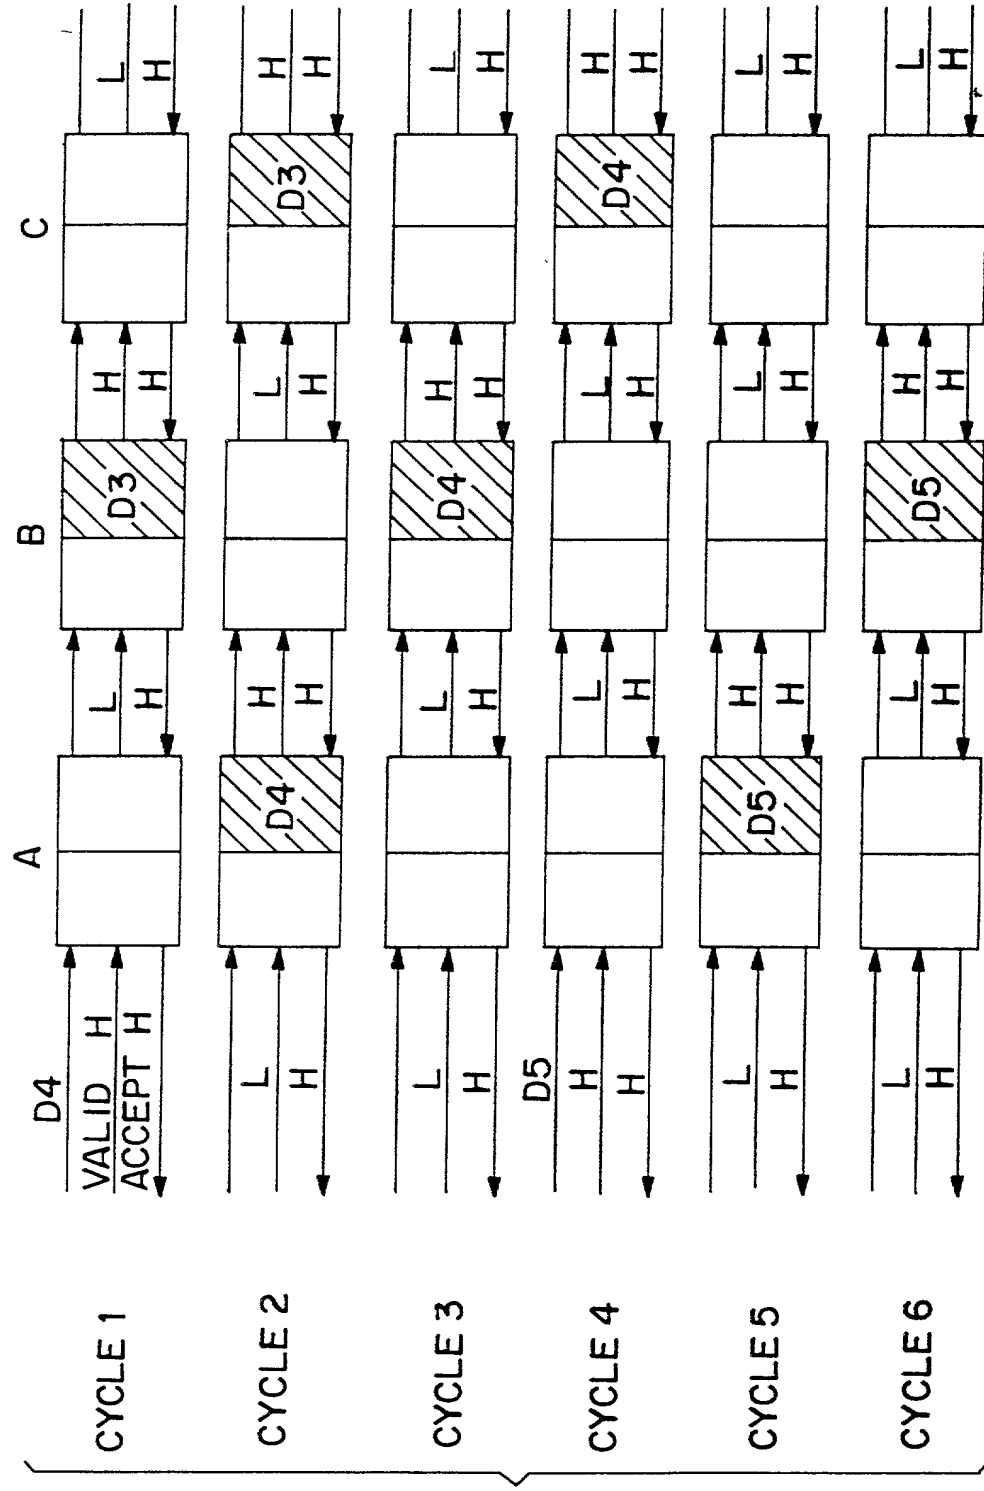 A B C
D4
VALID H L H L
CYCLE 1 D3
ACCEPT H H H H
L H L H
CYCLE 2 D4 D3
H H H H
L L H L
CYCLE 3 D4
H H H H
D5
H L L H
CYCLE 4 D4
H H H H
L H L L
CYCLE 5 D5
H H H H
L L H L
CYCLE 6 D5
H H H H